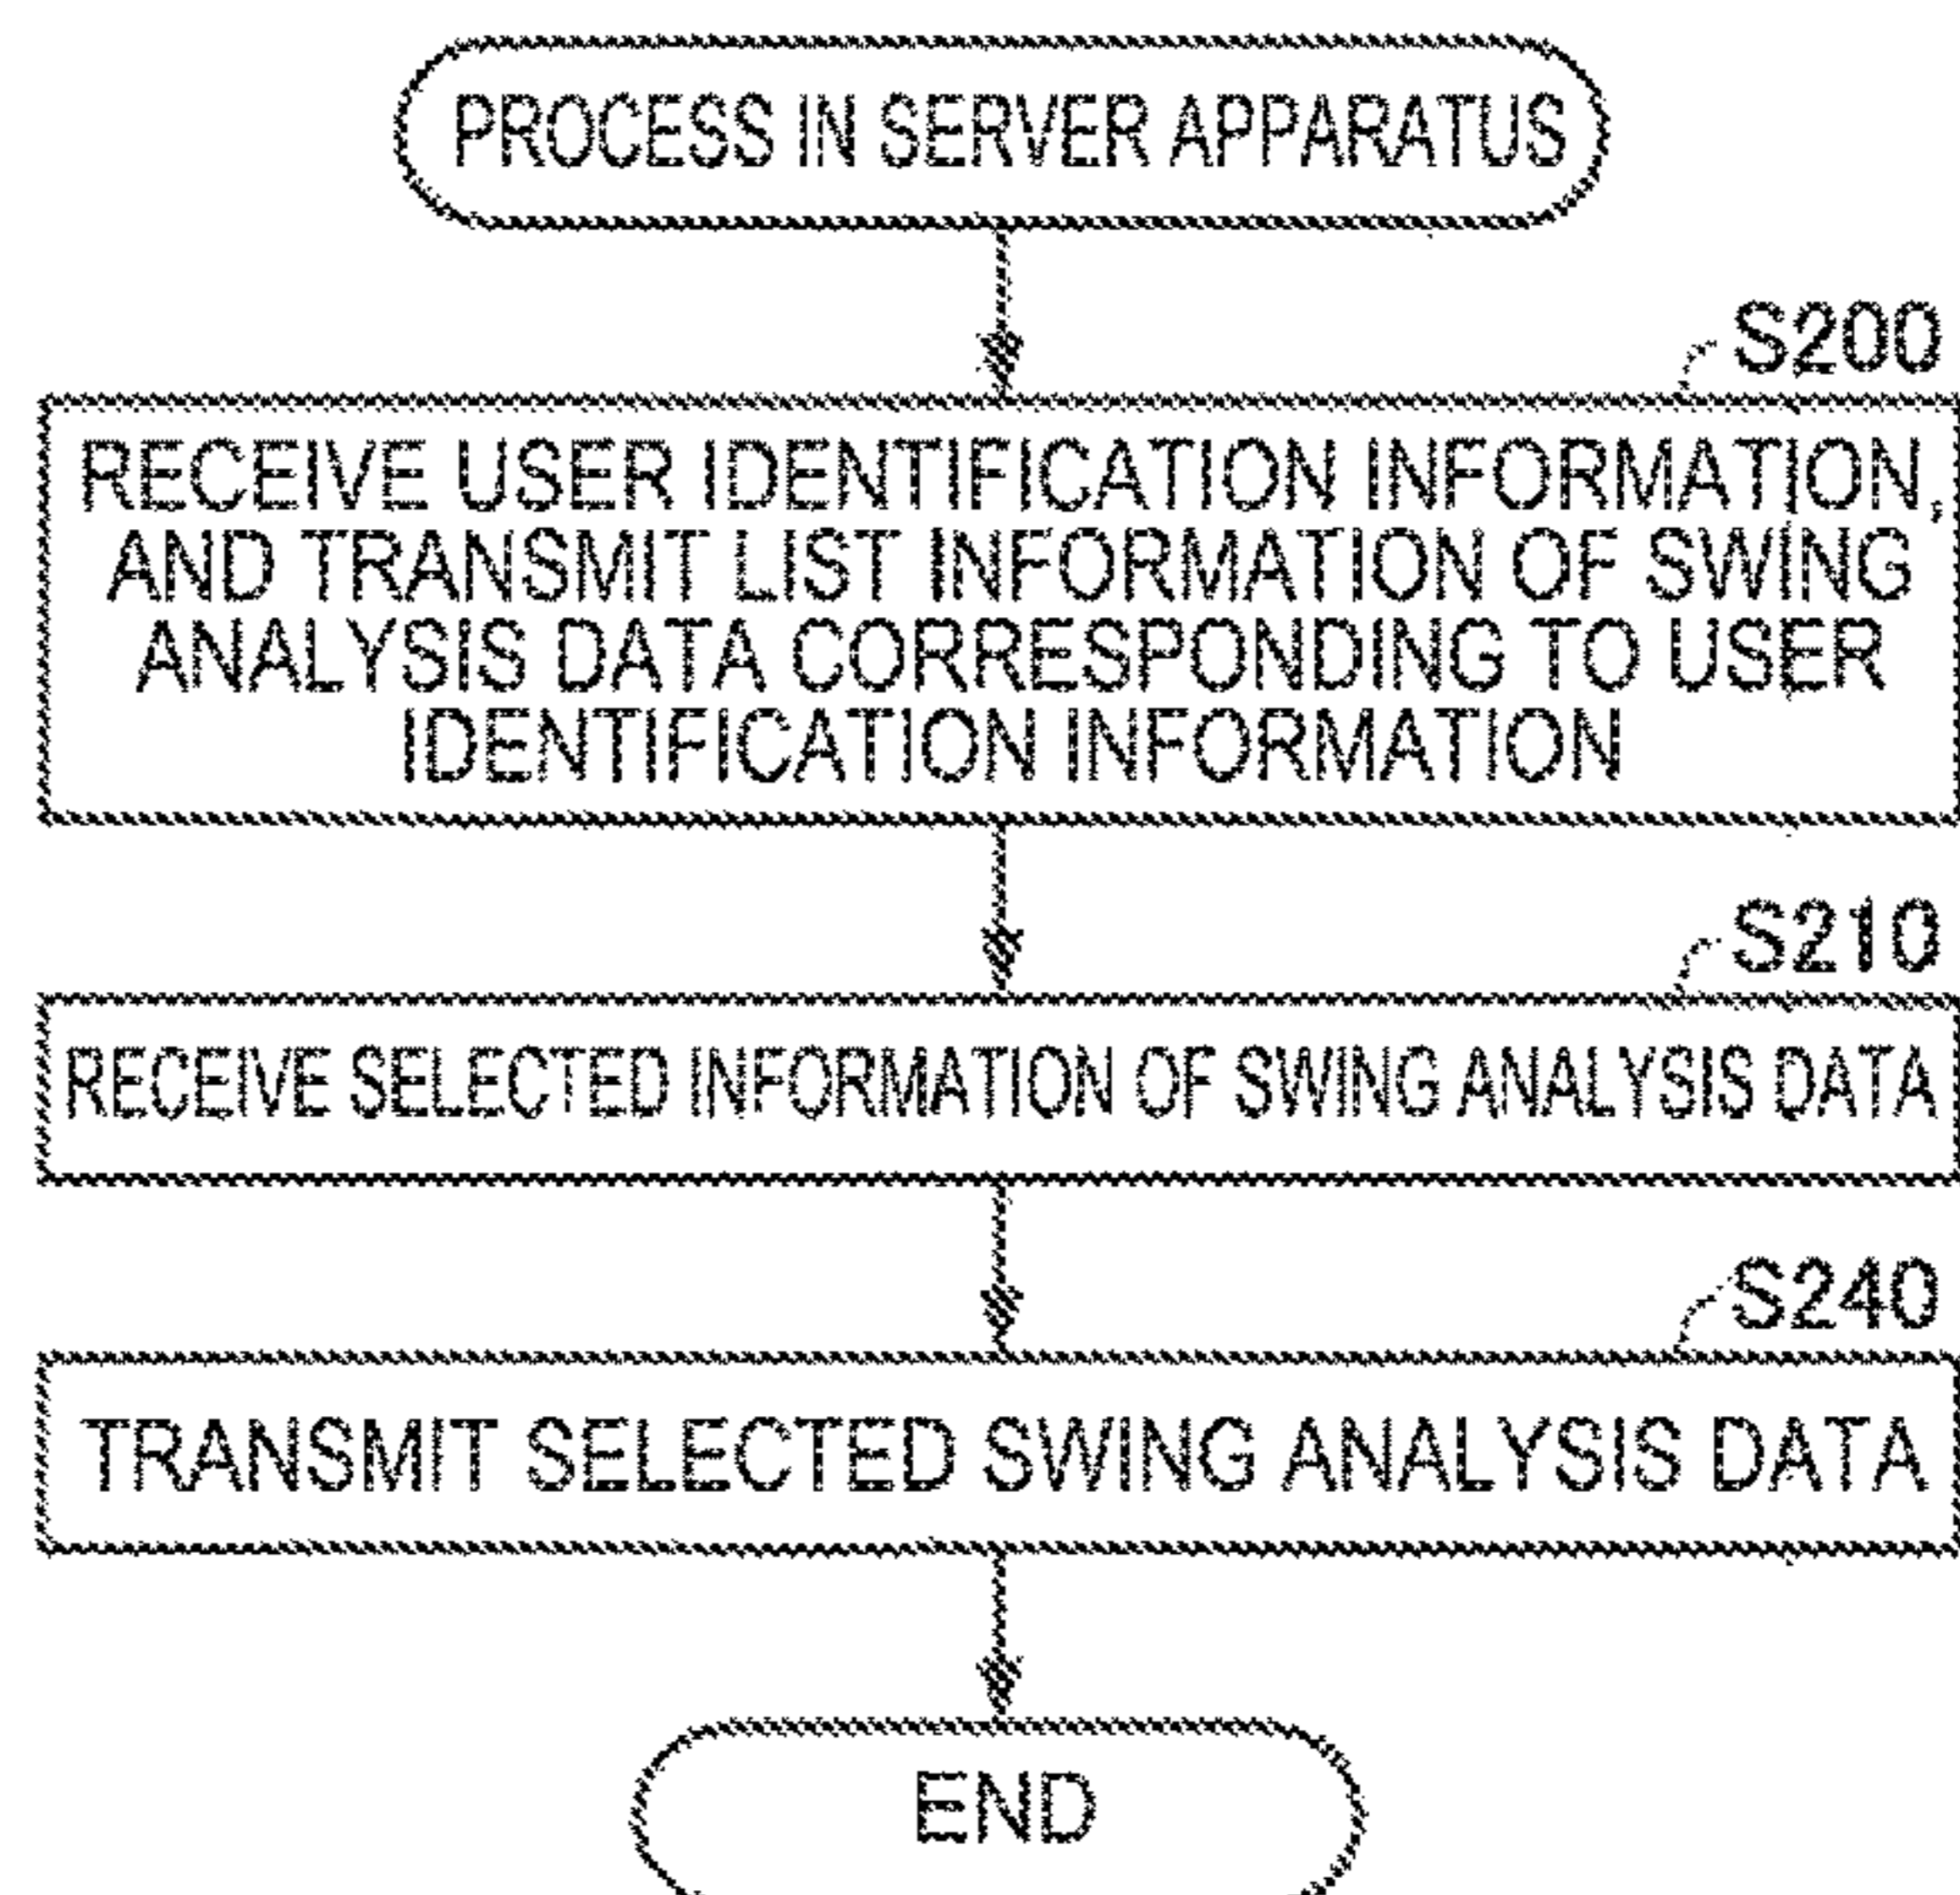 PROCESS IN SERVER APPARATUS
S200
RECEIVE USER IDENTIFICATION INFORMATION,
AND TRANSMIT LIST INFORMATION OF SWING
ANALYSIS DATA CORRESPONDING TO USER
IDENTIFICATION INFORMATION
S210
RECEIVE SELECTED INFORMATION OF SWING ANALYSIS DATA
S240
TRANSMIT SELECTED SWING ANALYSIS DATA
END